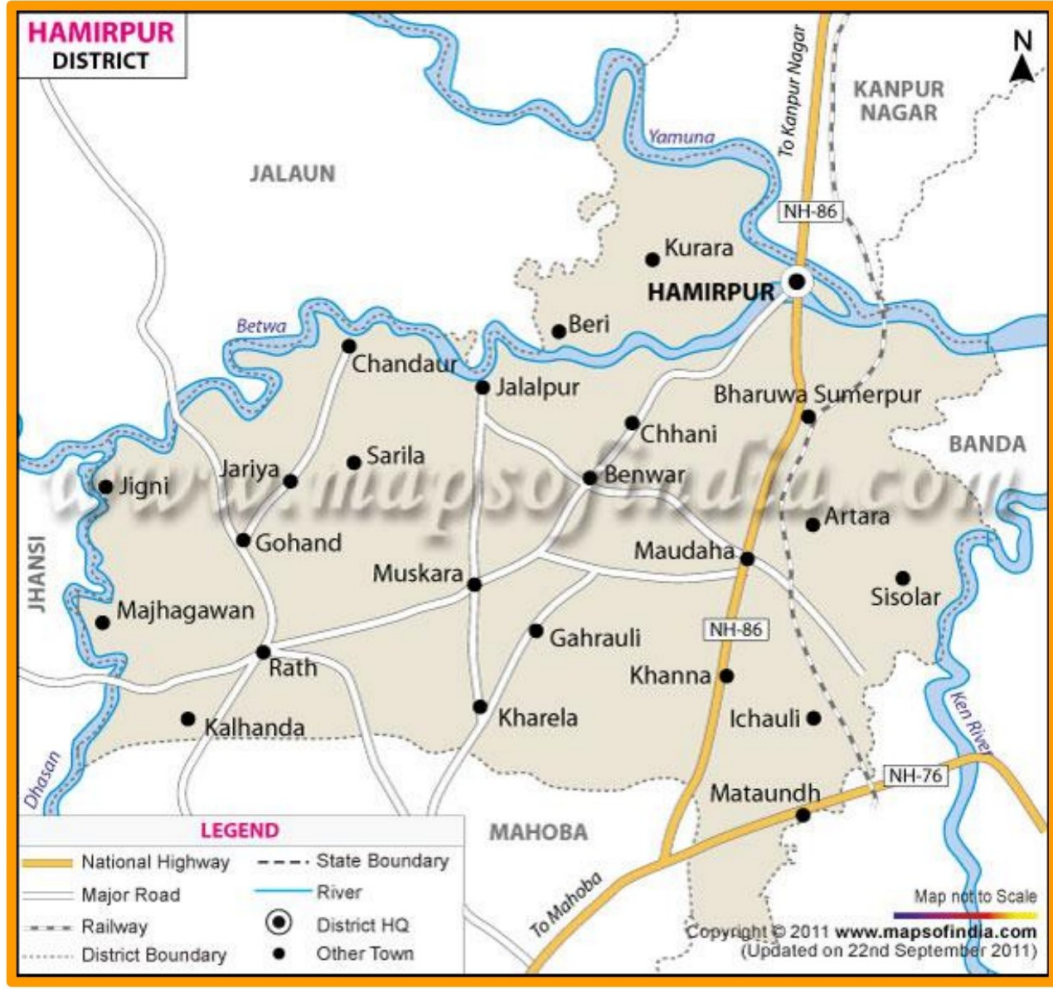 HAMIRPUR
DISTRICT
N
To Kanpur Nagar
KANPUR
NAGAR
Yamuna
JALAUN
NH-86
Kurara
HAMIRPUR
Betwa
Beri
Chandaur
Jalalpur
Bharuwa Sumerpur
Chhani
BANDA
Sarila
Jariya
Benwar
Jigni
www.mapsofindia.com
Artara
Gohand
Maudaha
JHANSI
Muskara
Sisolar
Majhagawan
NH-86
Gahrauli
Rath
Khanna
Kalhanda
Kharela
Ichauli
Ken River
Dhasan
NH-76
Mataundh
MAHOBA
To Mahoba
LEGEND
National Highway
State Boundary
Major Road
River
Railway
District HQ
District Boundary
Other Town
Map not to Scale
Copyright © 2011 www.mapsofindia.com
(Updated on 22nd September 2011)